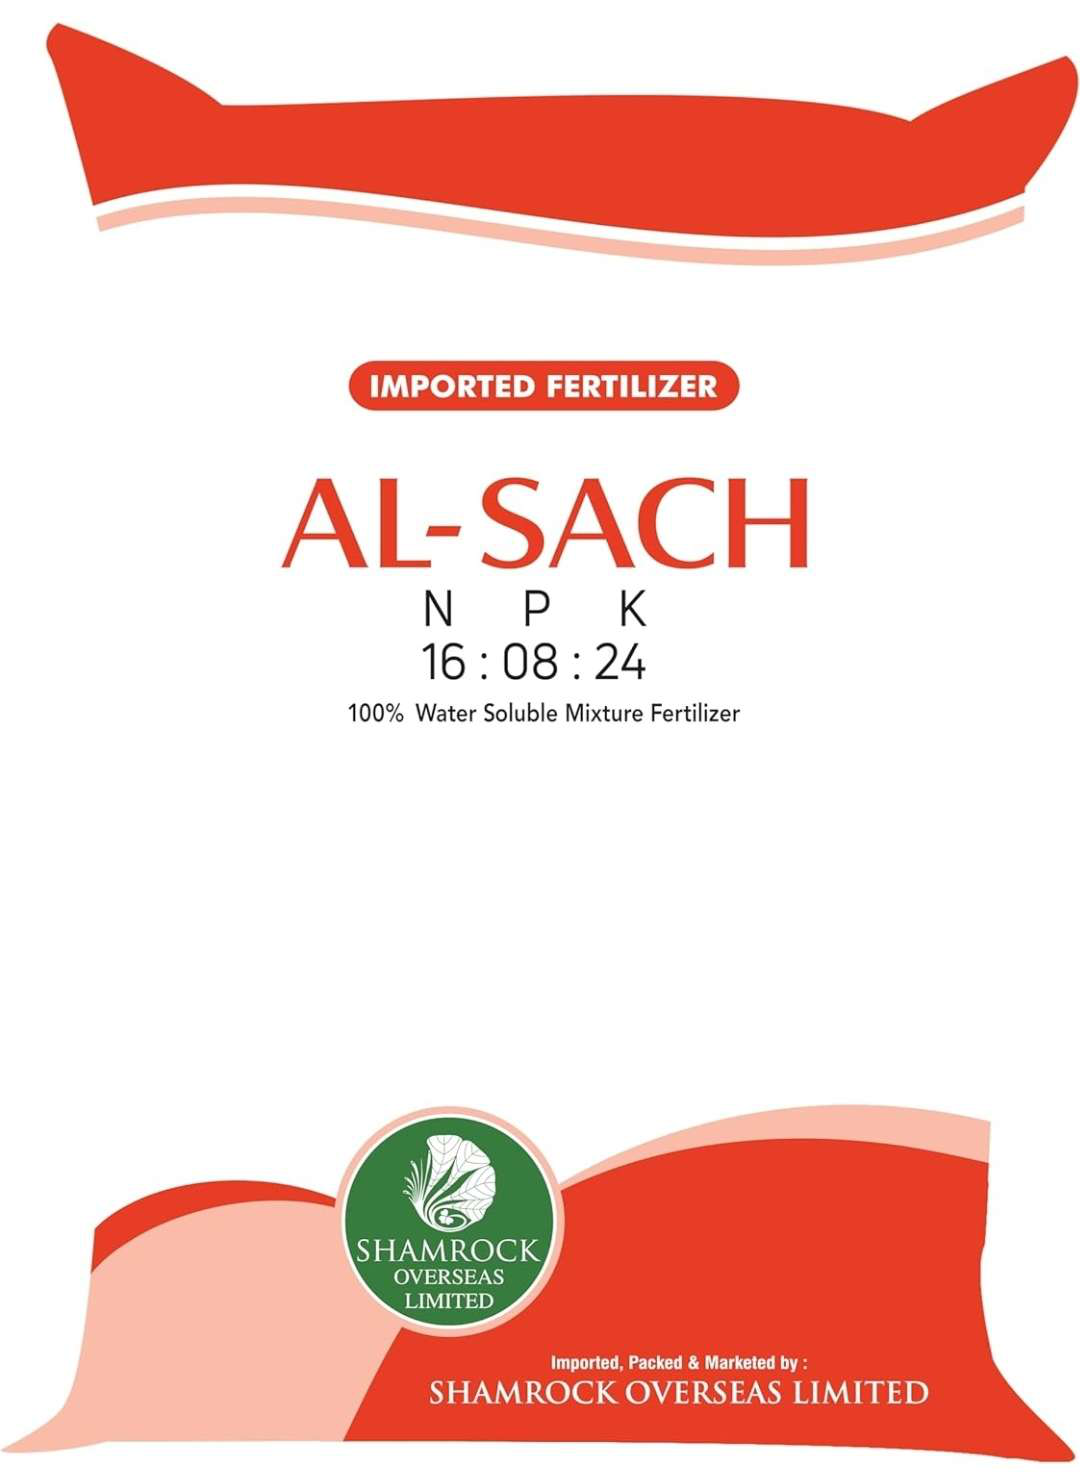 IMPORTED FERTILIZER
AL-SACH
N P K
16 : 08 : 24
100% Water Soluble Mixture Fertilizer
SHAMROCK
OVERSEAS
LIMITED
Imported, Packed & Marketed by :
SHAMROCK OVERSEAS LIMITED